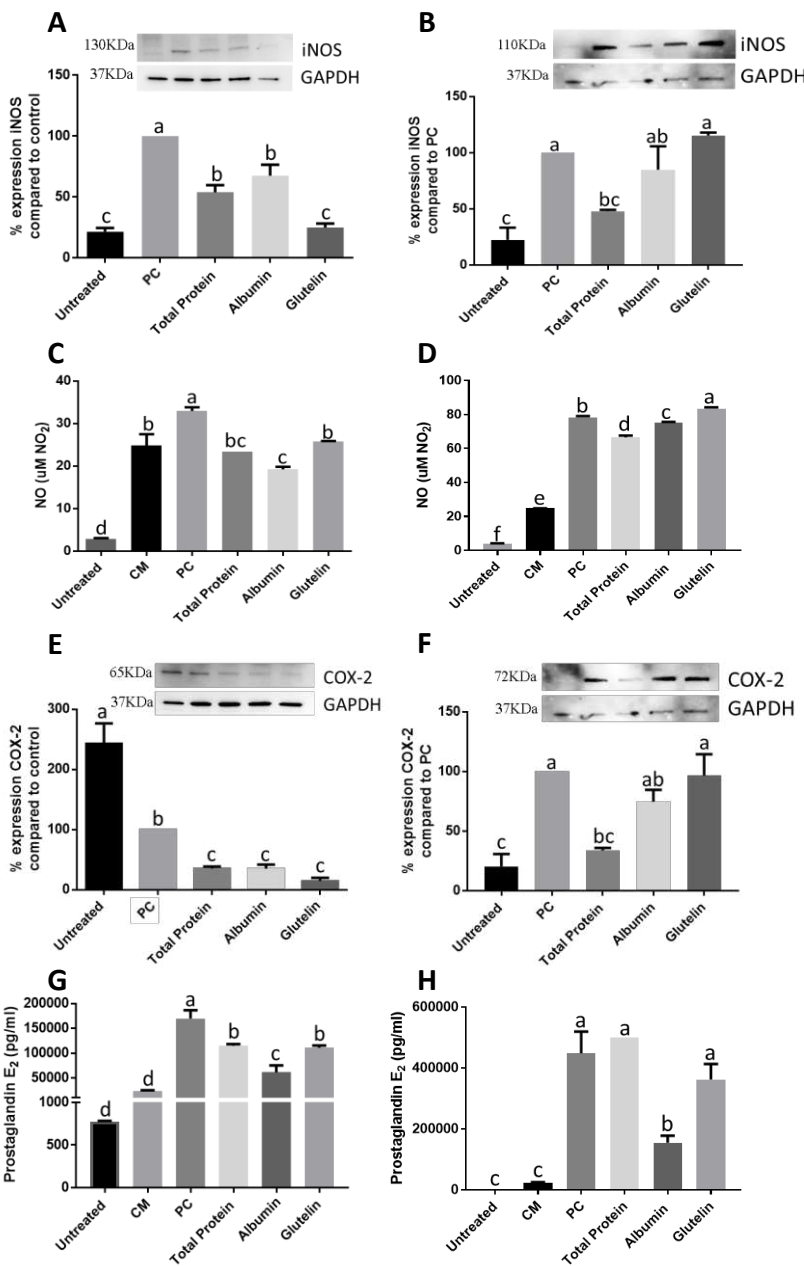 A
130KDa
iNOS
37KDa
GAPDH
% expression iNOS
compared to control
150
100
50
0
c
a
b
b
c
Untreated
PC
Total Protein
Albumin
Glutelin
B
110KDa
iNOS
37KDa
GAPDH
% expression iNOS
compared to PC
150
100
50
0
c
a
bc
ab
a
Untreated
PC
Total Protein
Albumin
Glutelin
C
NO (uM NO2)
40
30
20
10
0
d
b
a
bc
c
b
Untreated
CM
PC
Total Protein
Albumin
Glutelin
D
NO (uM NO2)
100
80
60
40
20
0
f
e
b
d
c
a
Untreated
CM
PC
Total Protein
Albumin
Glutelin
E
65KDa
COX-2
37KDa
GAPDH
% expression COX-2
compared to control
300
200
100
0
a
b
c
c
c
Untreated
PC
Total Protein
Albumin
Glutelin
F
72KDa
COX-2
37KDa
GAPDH
% expression COX-2
compared to PC
150
100
50
0
c
a
bc
ab
a
Untreated
PC
Total Protein
Albumin
Glutelin
G
Prostaglandin E2 (pg/ml)
200000
150000
100000
50000
1000
500
0
d
d
a
b
c
b
Untreated
CM
PC
Total Protein
Albumin
Glutelin
H
Prostaglandin E2 (pg/ml)
600000
400000
200000
0
c
c
a
a
b
a
Untreated
CM
PC
Total Protein
Albumin
Glutelin